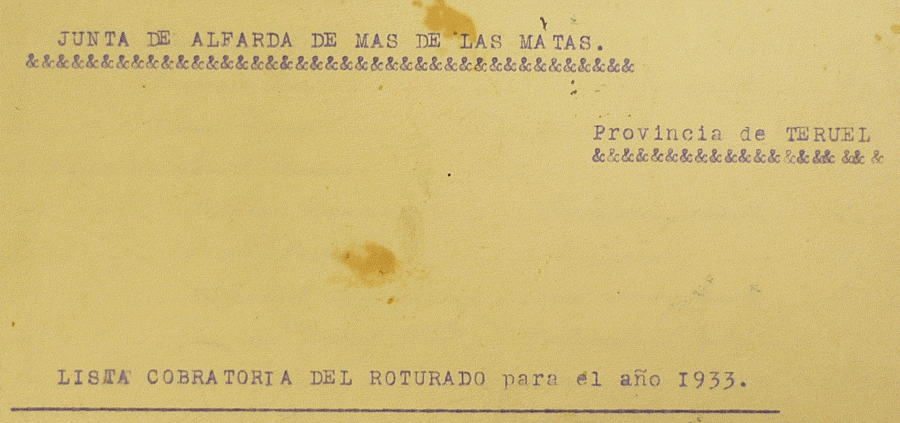 JUNTA DE ALFARDA DE MAS DE LAS MATAS.
&&&&&&&&&&&&&&&&&&&&&&&&&&&&&&&&&&&&&&&&&
Provincia de TERUEL
&&&&&&&&&&&&&&&& && &
LISTA COBRATORIA DEL ROTURADO para el año 1933.